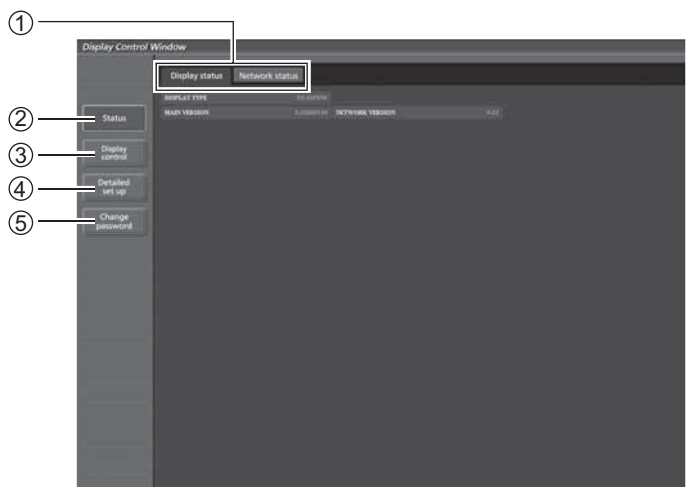 ①
Display Control Window
Display status Network status
DISPLAY TYPE
MAIN VERSION NETWORK VERSION
② Status
③ Display
control
④ Detailed
set up
⑤ Change
password